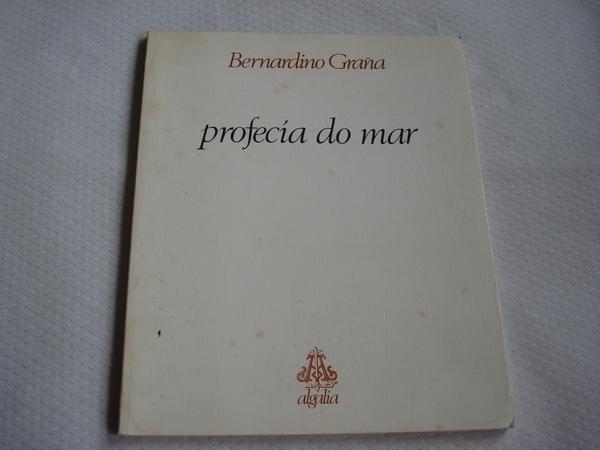 Bernardino Graña
profecía do mar
algalia